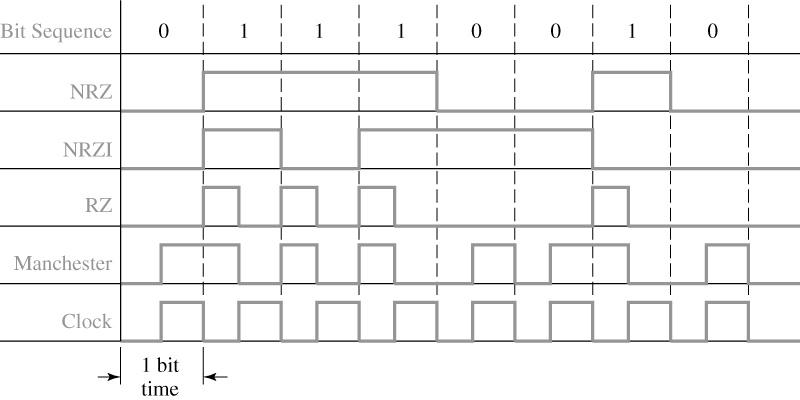 Bit Sequence 0 1 1 1 0 0 1 0
NRZ
NRZI
RZ
Manchester
Clock
1 bit
time